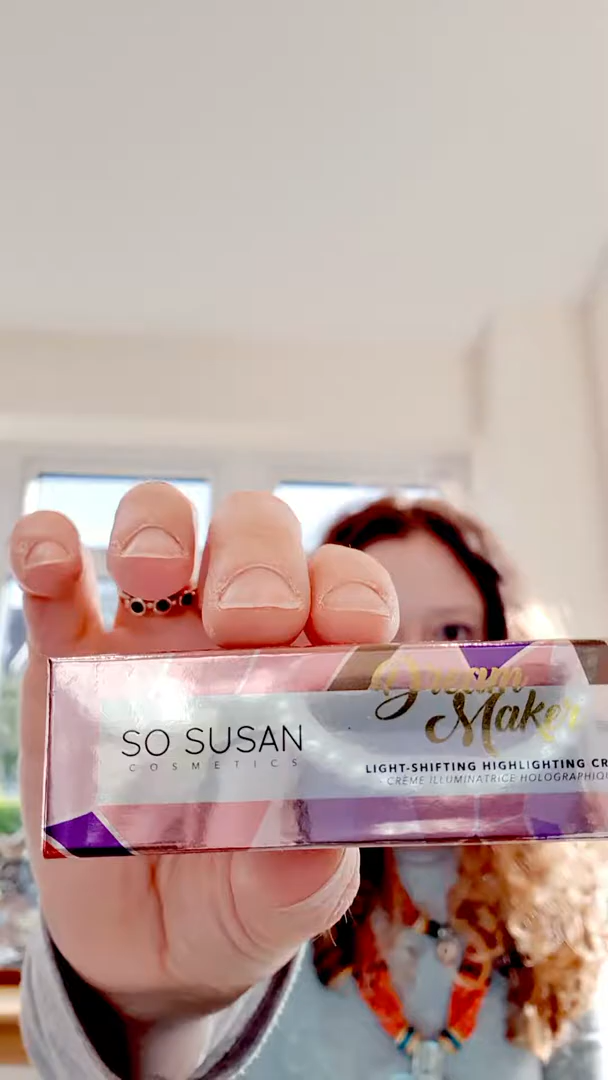 SO SUSAN
COSMETICS
Dream
Maker
LIGHT-SHIFTING HIGHLIGHTING CR
CRÈME ILLUMINATRICE HOLOGRAPHIQU